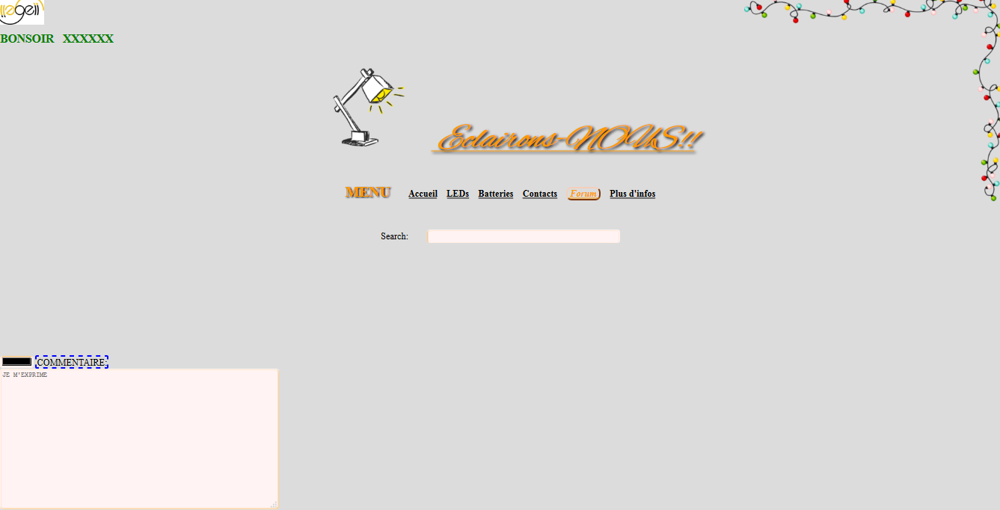 BONSOIR XXXXXX
Eclairons-NOUS!!
MENU Accueil LEDs Batteries Contacts Forum Plus d'infos
Search:
COMMENTAIRE:
JE M'EXPRIME